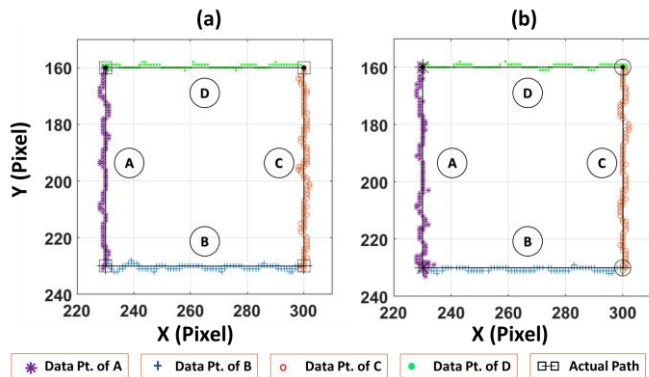 (a)
(b)
160
180
200
220
240
Y (Pixel)
220 240 260 280 300
X (Pixel)
A
B
C
D
160
180
200
220
240
220 240 260 280 300
X (Pixel)
A
B
C
D
Data Pt. of A
Data Pt. of B
Data Pt. of C
Data Pt. of D
Actual Path